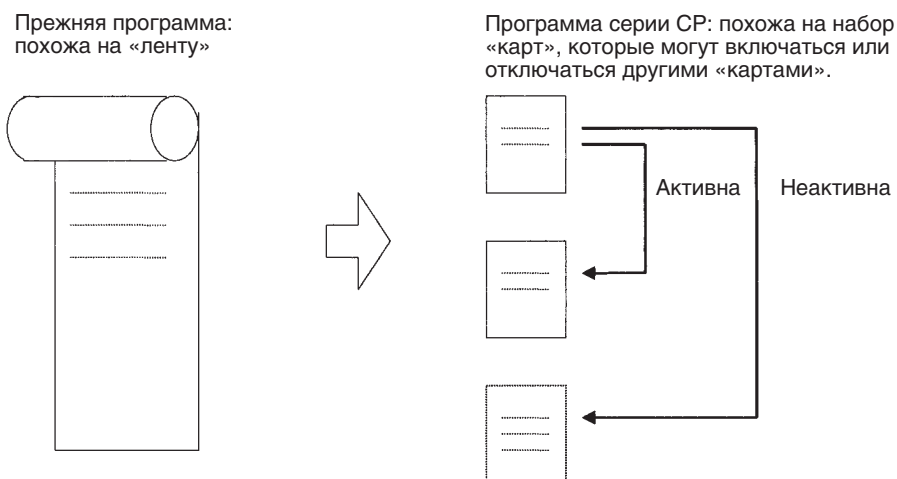 Прежняя программа:
похожа на «ленту»
Программа серии CP: похожа на набор
«карт», которые могут включаться или
отключаться другими «картами».
Активна
Неактивна